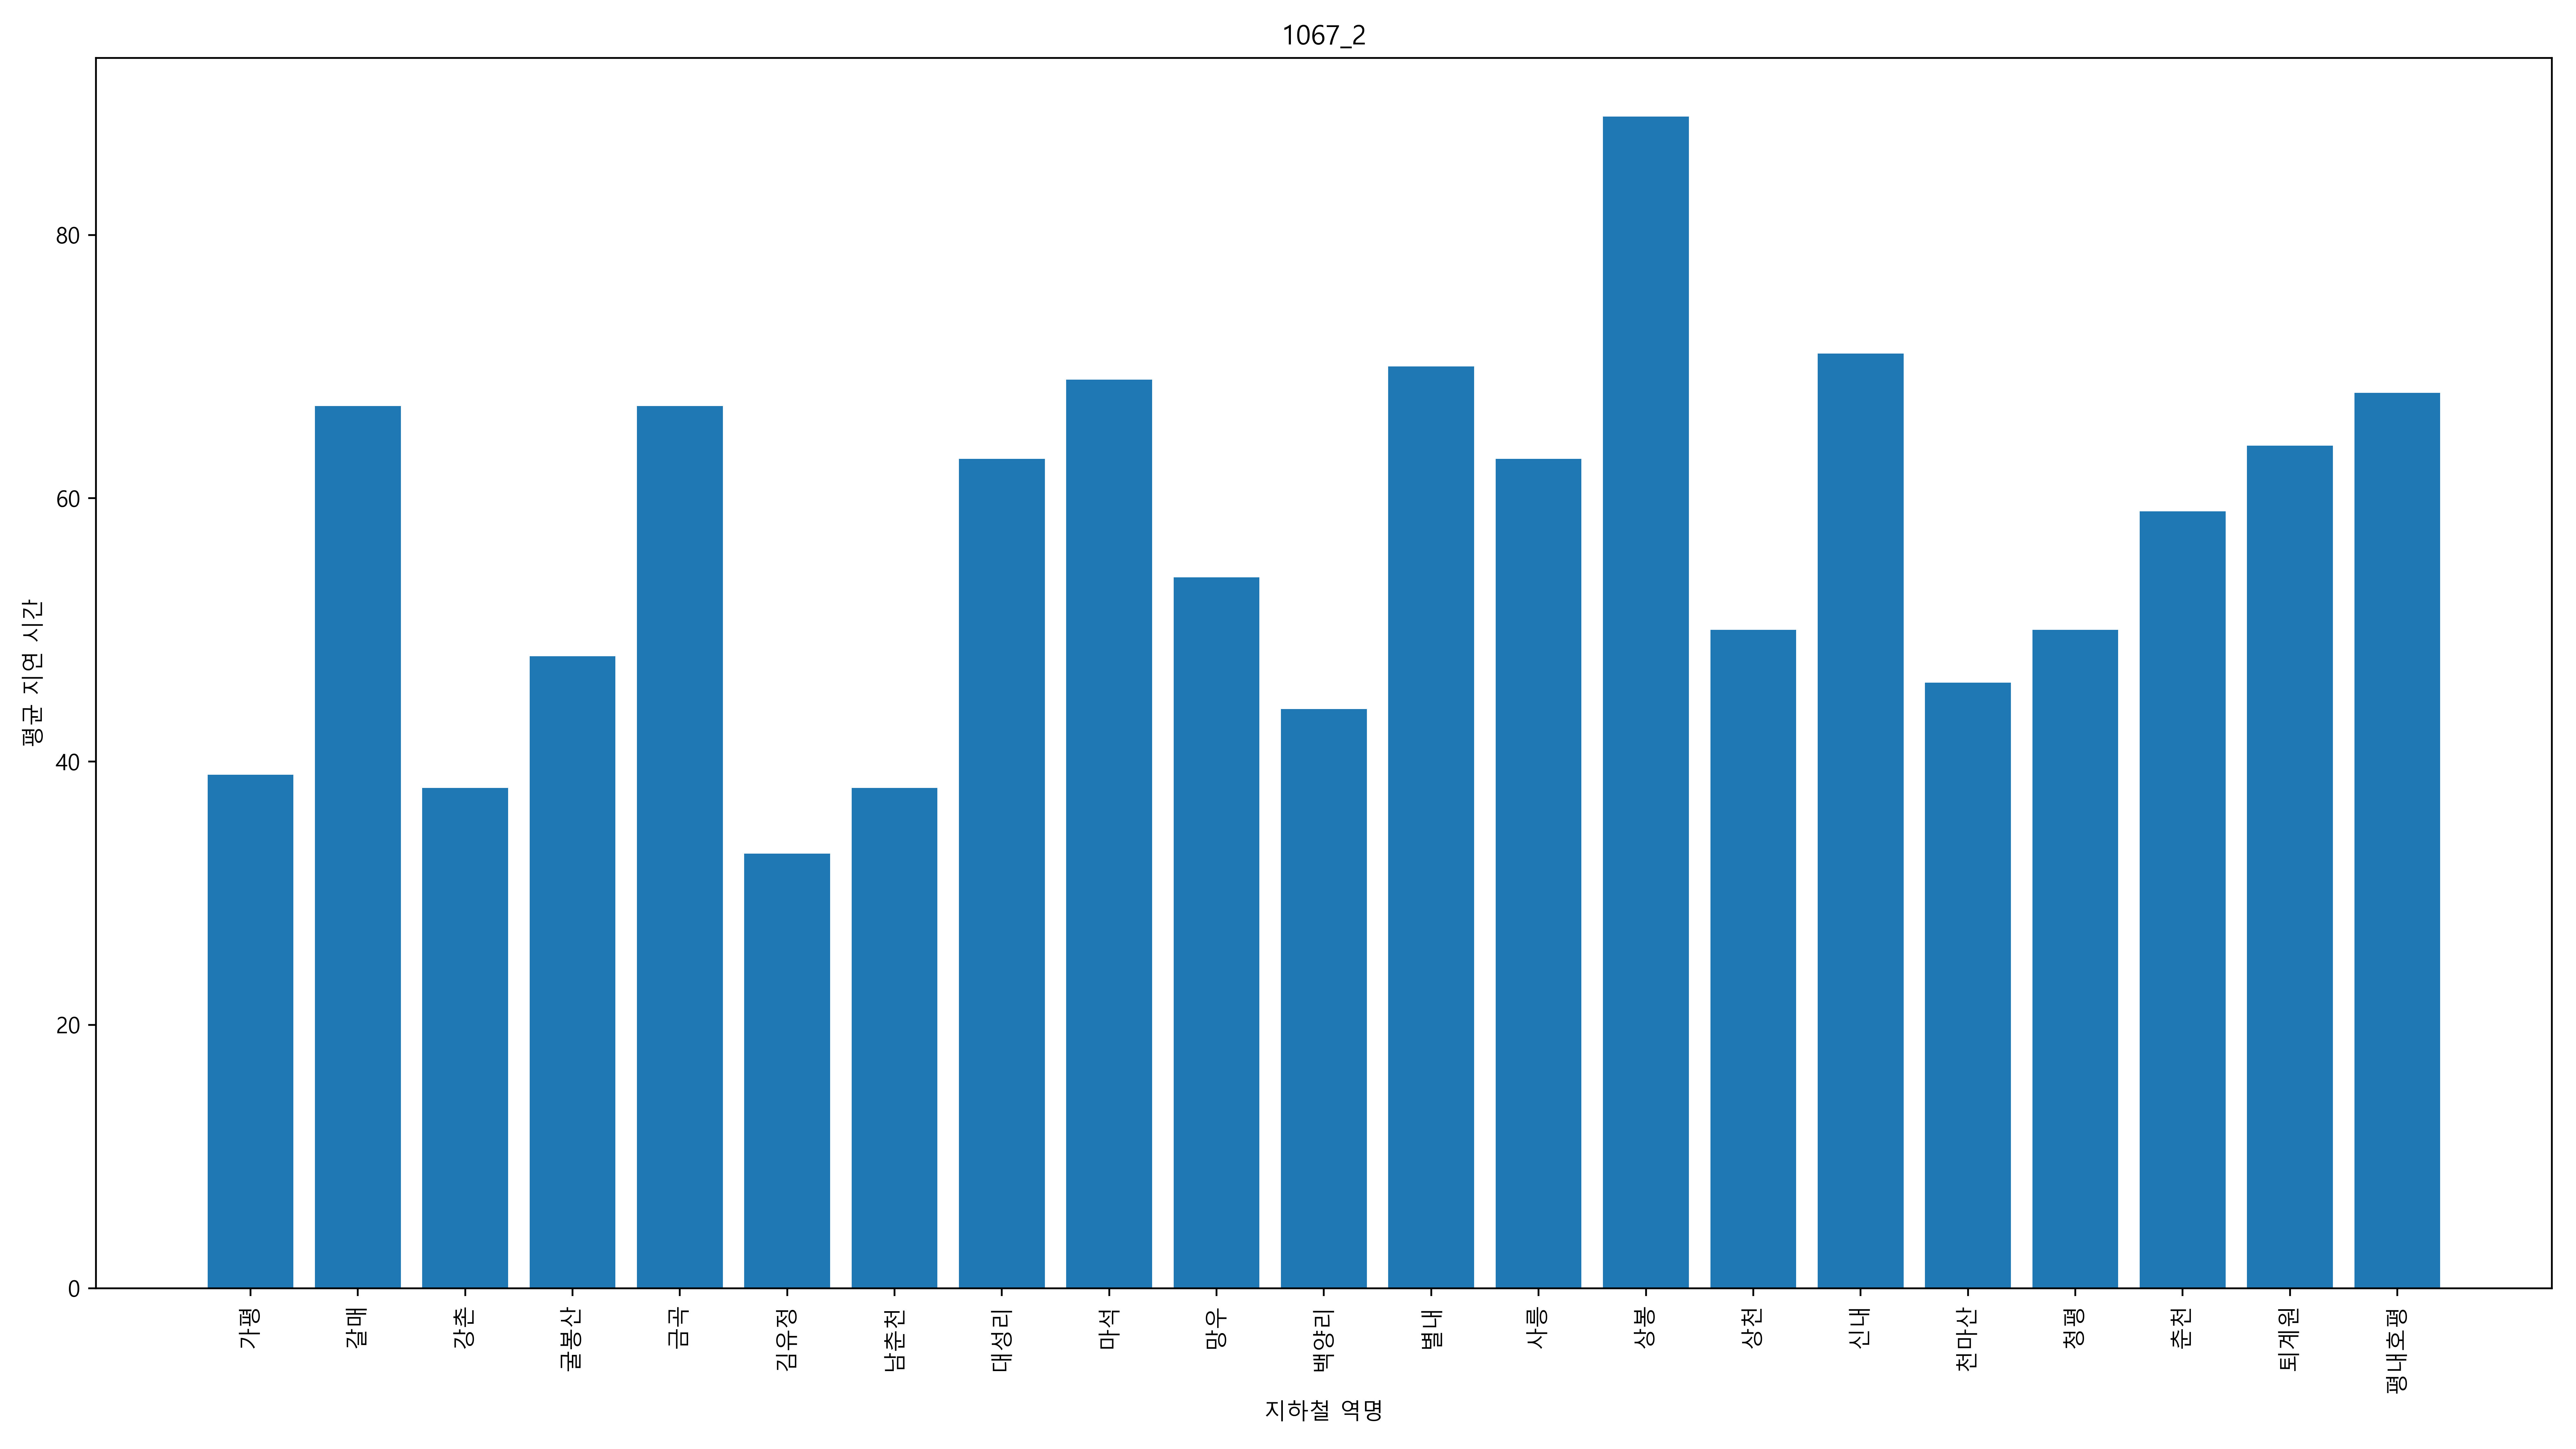 1067_2
평균 지연 시간
80
60
40
20
0
가평
갈매
강촌
굴봉산
금곡
김유정
남춘천
대성리
마석
망우
백양리
별내
사릉
상봉
상천
신내
천마산
청평
춘천
퇴계원
평내호평
지하철 역명